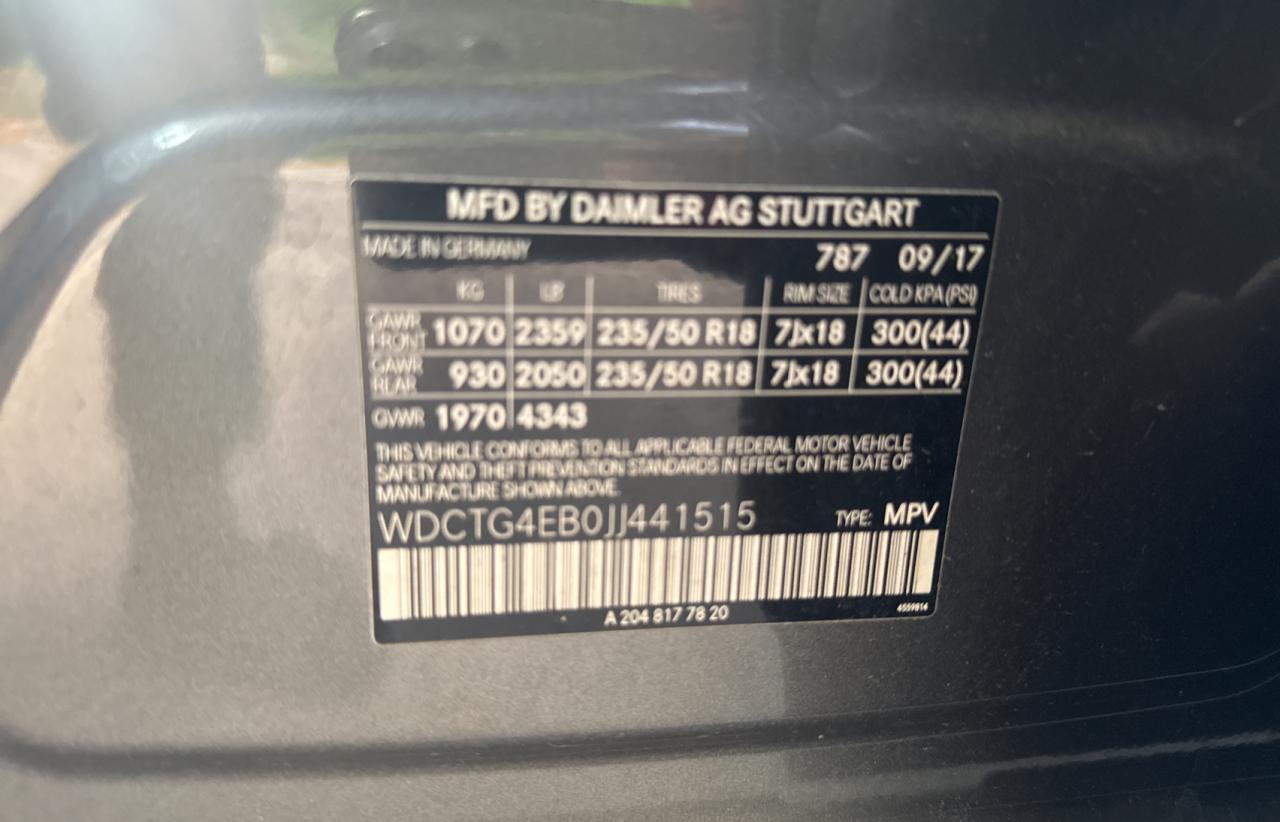 MFD BY DAIMLER AG STUTTGART
MADE IN GERMANY 787 09/17
KG LB TIRES RIM SIZE COLD KPA (PSI)
GAWR FRONT 1070 2359 235/50 R18 7Jx18 300(44)
GAWR REAR 930 2050 235/50 R18 7Jx18 300(44)
GVWR 1970 4343
THIS VEHICLE CONFORMS TO ALL APPLICABLE FEDERAL MOTOR VEHICLE
SAFETY AND THEFT PREVENTION STANDARDS IN EFFECT ON THE DATE OF
MANUFACTURE SHOWN ABOVE.
WDCTG4EB0JJ441515 TYPE: MPV
A 204 817 78 20